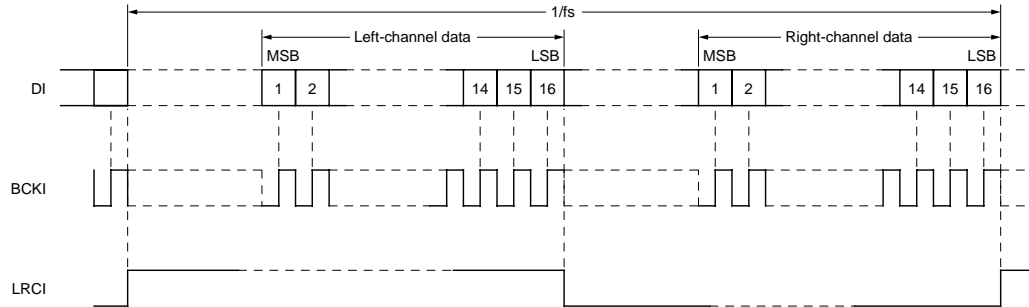 1/fs
Left-channel data Right-channel data
MSB LSB MSB LSB
DI 1 2 14 15 16 1 2 14 15 16
BCKI
LRCI